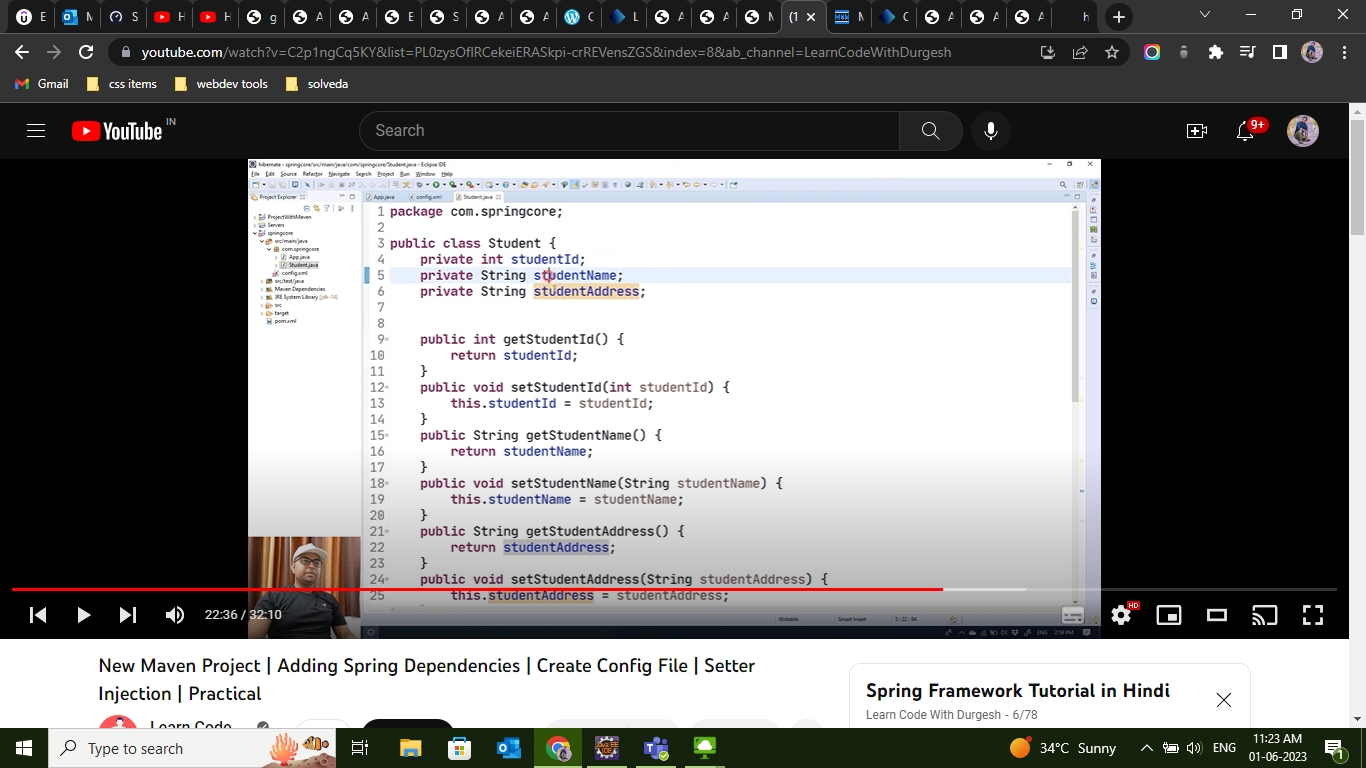 E
M
S
H
H
g
A
A
E
S
A
A
C
L
A
A
M
(1
M
C
A
A
A
h
youtube.com/watch?v=C2p1ngCq5KY&list=PL0zysOflRCekeiERASkpi-crREVensZGS&index=8&ab_channel=LearnCodeWithDurgesh
Gmail css items webdev tools solveda
YouTube IN
Search
9+
hibernate - springcore/src/main/java/com/springcore/Student.java - Eclipse IDE
File Edit Source Refactor Navigate Search Project Run Window Help
Project Explorer
App.java config.xml Student.java
ProjectWithMaven
Servers
springcore
src/main/java
com.springcore
App.java
Student.java
config.xml
src/test/java
Maven Dependencies
JRE System Library [jdk-14]
src
target
pom.xml
1 package com.springcore;
2
3 public class Student {
4 private int studentId;
5 private String studentName;
6 private String studentAddress;
7
8
9 public int getStudentId() {
10 return studentId;
11 }
12 public void setStudentId(int studentId) {
13 this.studentId = studentId;
14 }
15 public String getStudentName() {
16 return studentName;
17 }
18 public void setStudentName(String studentName) {
19 this.studentName = studentName;
20 }
21 public String getStudentAddress() {
22 return studentAddress;
23 }
24 public void setStudentAddress(String studentAddress) {
25 this.studentAddress = studentAddress;
Writable Smart Insert 5 : 22 : 94
ENG 2:59 PM
22:36 / 32:10
HD
New Maven Project | Adding Spring Dependencies | Create Config File | Setter
Injection | Practical
Learn Code
Spring Framework Tutorial in Hindi
Learn Code With Durgesh - 6/78
Type to search
34°C Sunny
ENG
11:23 AM
01-06-2023
1